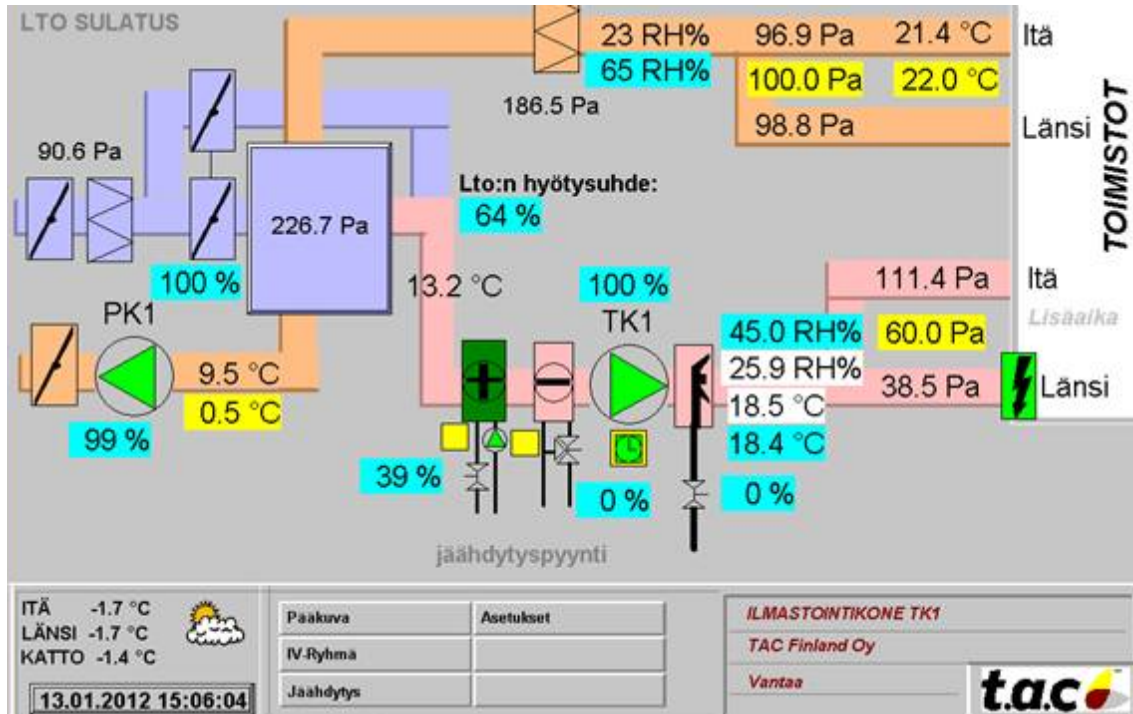 LTO SULATUS
23 RH% 96.9 Pa 21.4 °C Itä
65 RH% 100.0 Pa 22.0 °C
186.5 Pa
98.8 Pa Länsi
TOIMISTOT
90.6 Pa
Lto:n hyötysuhde:
64 %
226.7 Pa
100 %
13.2 °C
100 %
111.4 Pa Itä
PK1
TK1
Lisäaika
45.0 RH% 60.0 Pa
25.9 RH%
9.5 °C
38.5 Pa Länsi
0.5 °C
18.5 °C
99 %
18.4 °C
39 %
0 %
0 %
jäähdytyspyynti
ITÄ -1.7 °C
LÄNSI -1.7 °C
KATTO -1.4 °C
13.01.2012 15:06:04
Pääkuva Asetukset
IV-Ryhmä
Jäähdytys
ILMASTOINTIKONE TK1
TAC Finland Oy
Vantaa
t.a.c